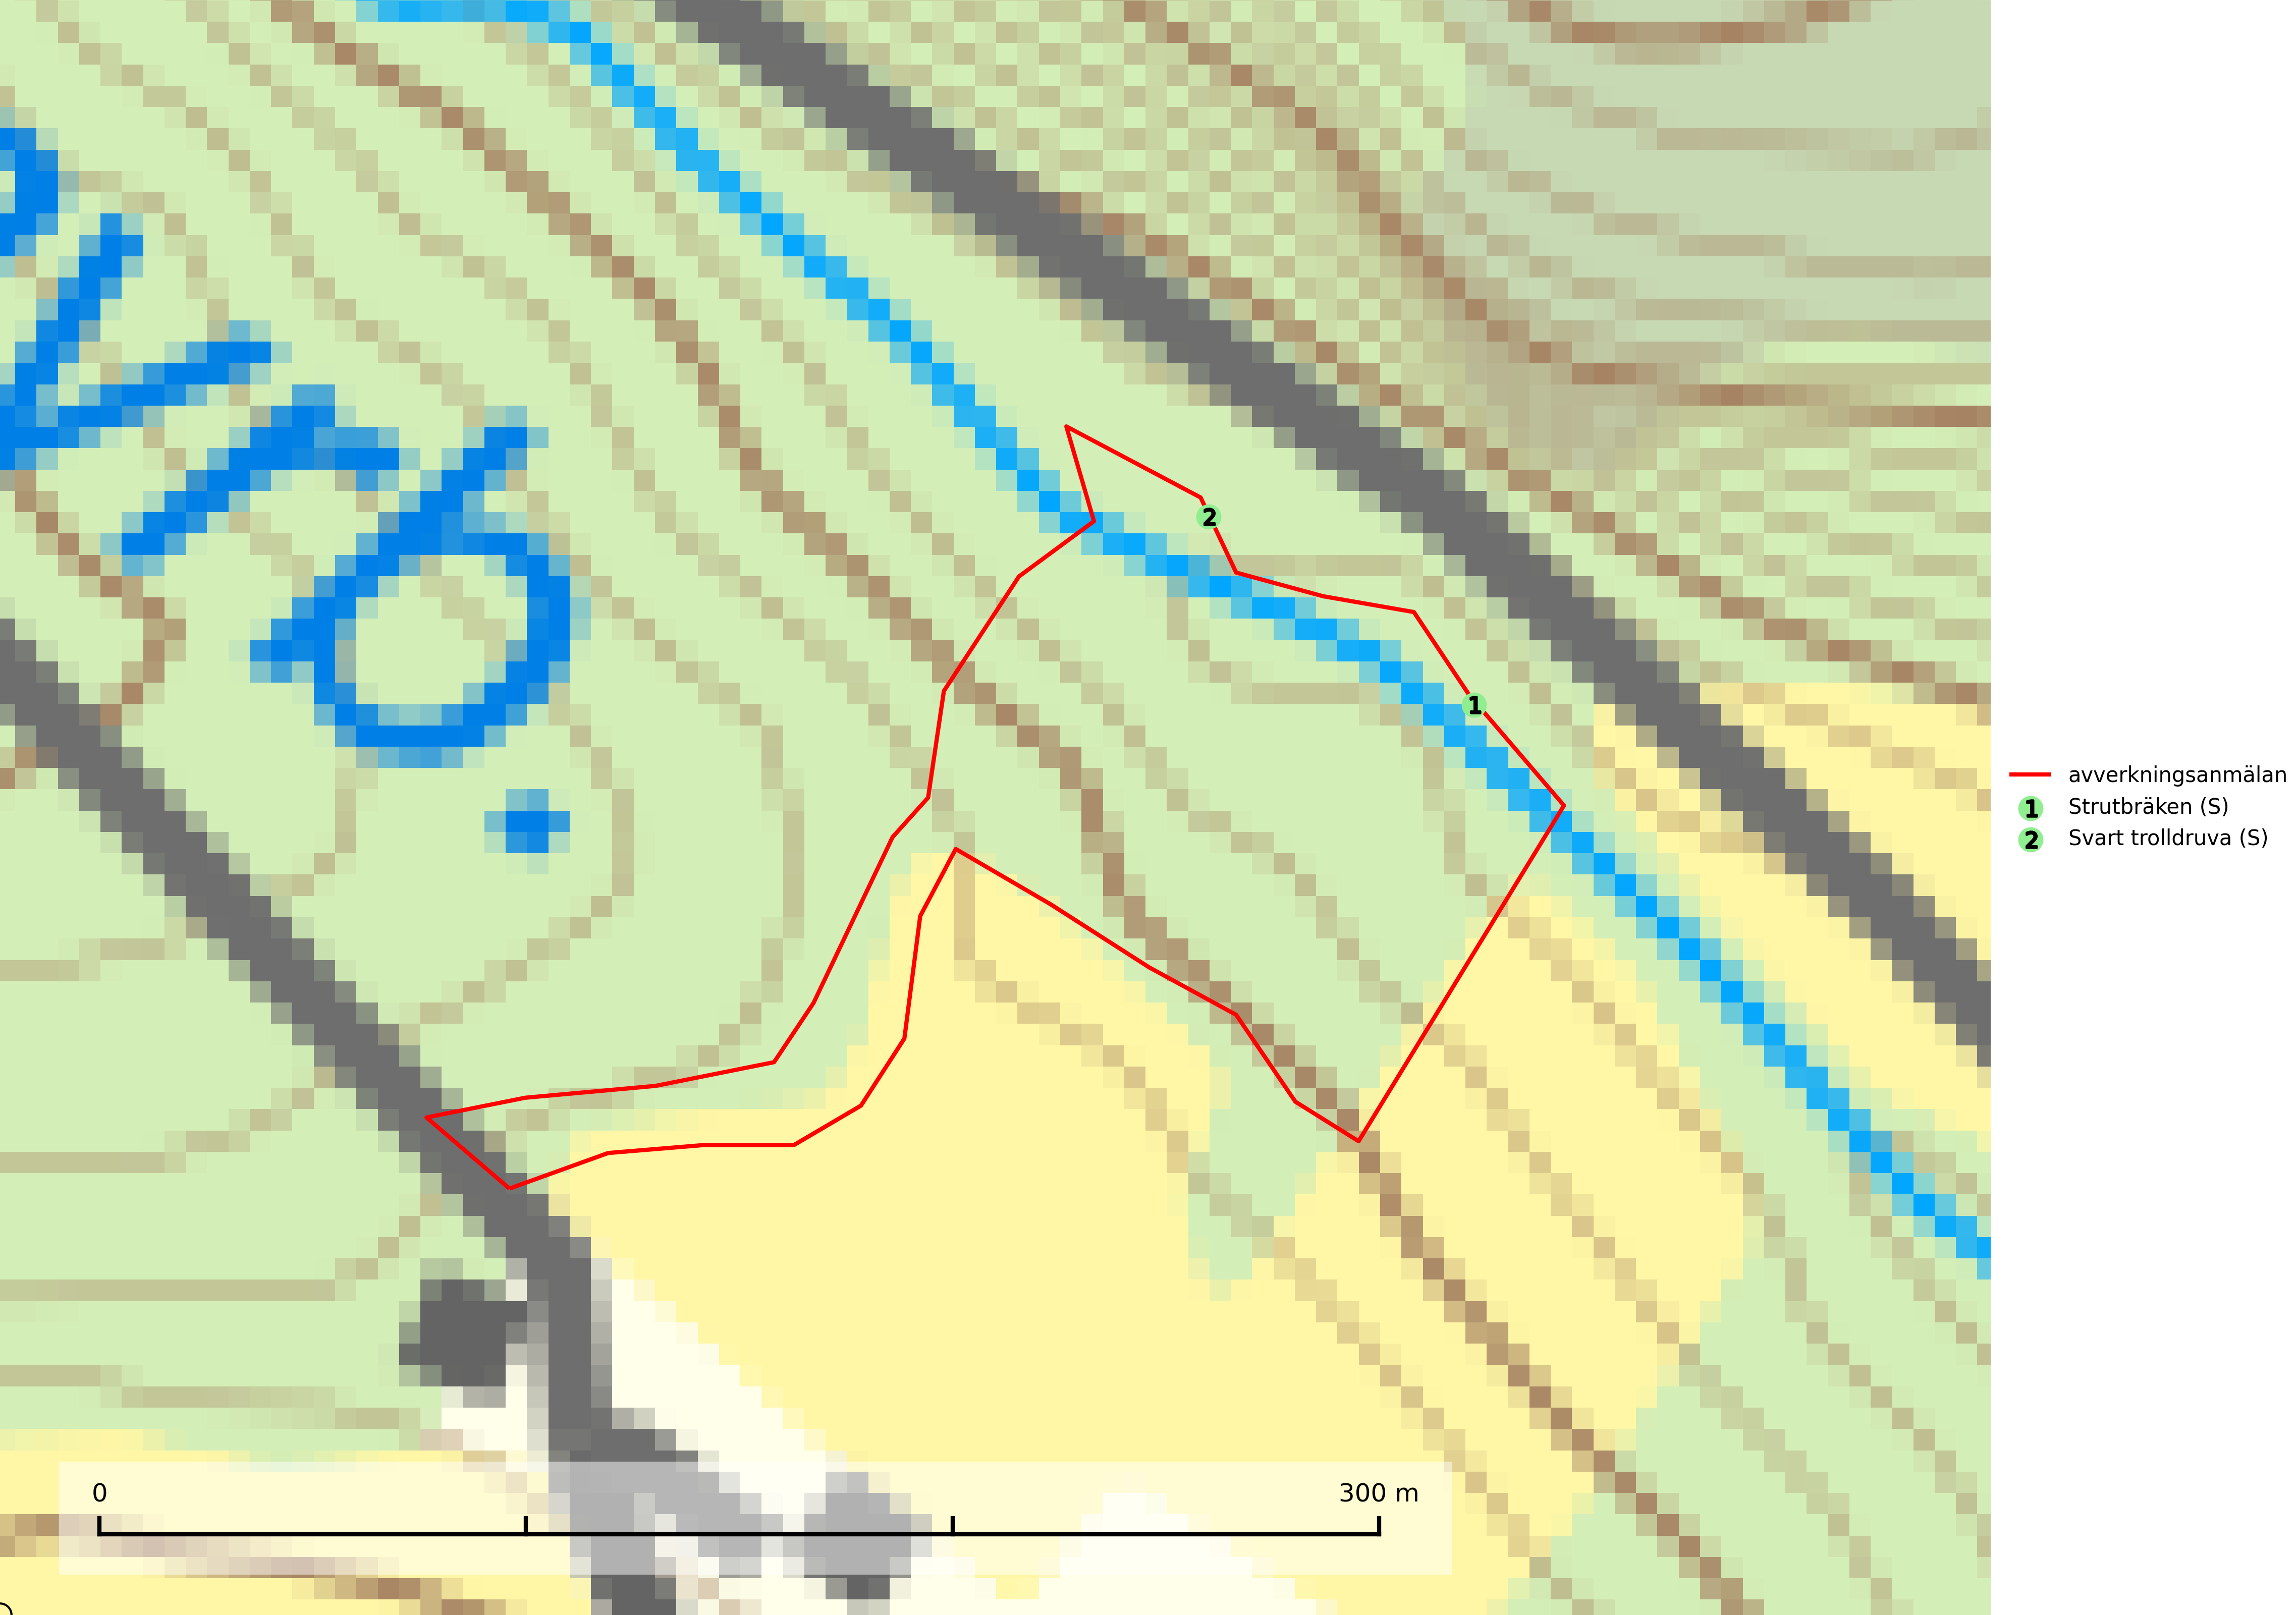 2
1
avverkningsanmälan
1 Strutbräken (S)
2 Svart trolldruva (S)
0 300 m